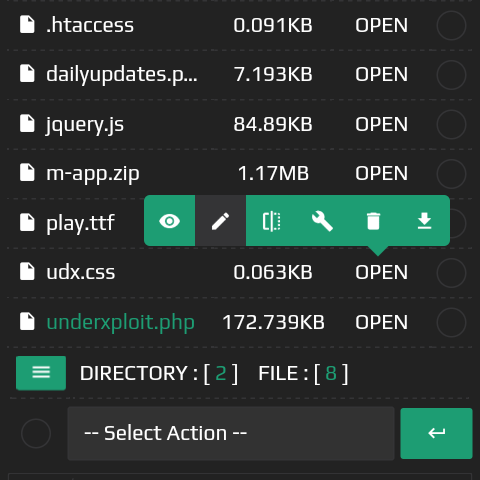 .htaccess 0.091KB OPEN
dailyupdates.p... 7.193KB OPEN
jquery.js 84.89KB OPEN
m-app.zip 1.17MB OPEN
play.ttf
udx.css 0.063KB OPEN
underxploit.php 172.739KB OPEN
DIRECTORY : [ 2 ] FILE : [ 8 ]
-- Select Action --